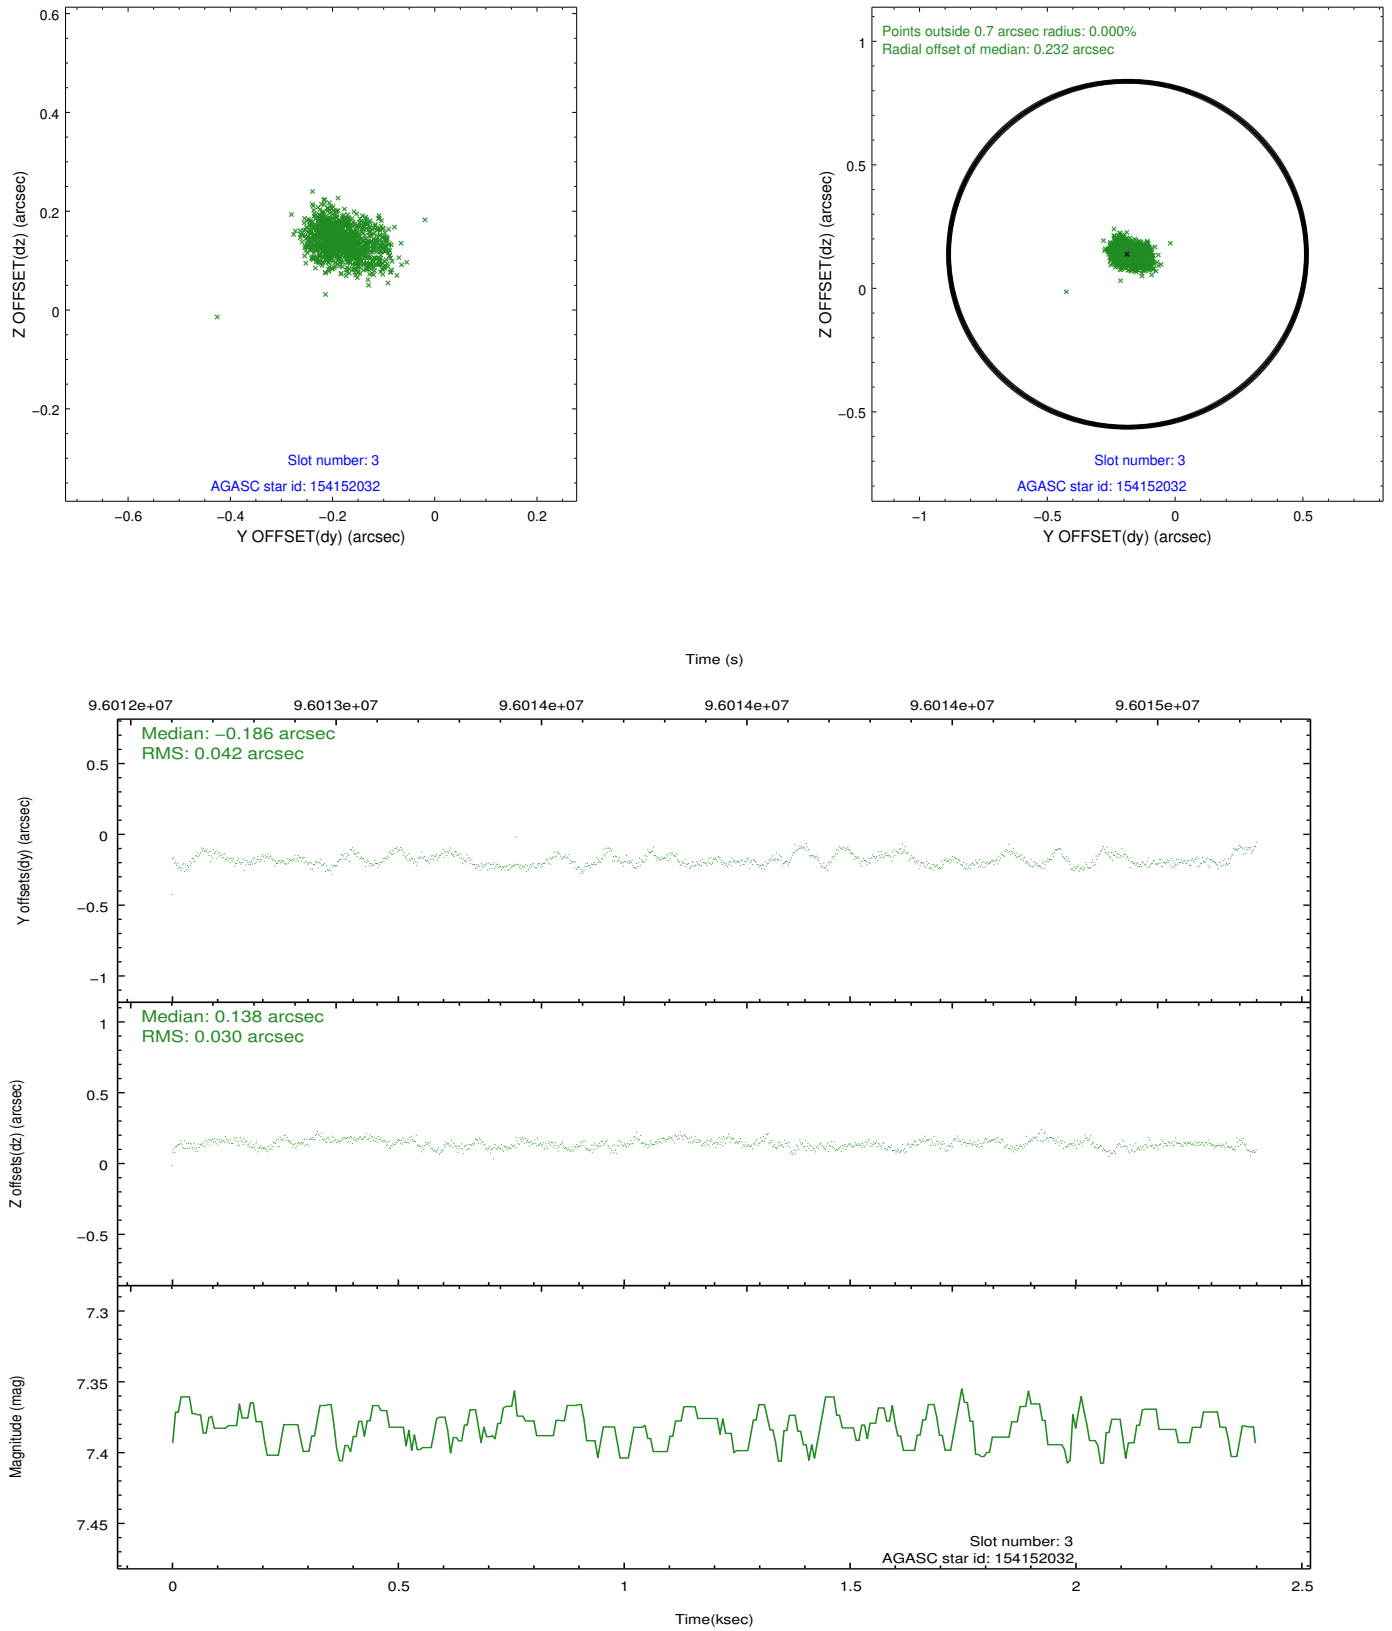 0.6
0.4
0.2
0
−0.2
Z OFFSET(dz) (arcsec)
Slot number: 3
AGASC star id: 154152032
−0.6 −0.4 −0.2 0 0.2
Y OFFSET(dy) (arcsec)
Points outside 0.7 arcsec radius: 0.000%
Radial offset of median: 0.232 arcsec
1
0.5
0
−0.5
Z OFFSET(dz) (arcsec)
Slot number: 3
AGASC star id: 154152032
−1 −0.5 0 0.5
Y OFFSET(dy) (arcsec)
Time (s)
9.6012e+07 9.6013e+07 9.6014e+07 9.6014e+07 9.6014e+07 9.6015e+07
Median: −0.186 arcsec
RMS: 0.042 arcsec
0.5
0
−0.5
−1
Y offsets(dy) (arcsec)
Median: 0.138 arcsec
RMS: 0.030 arcsec
1
0.5
0
−0.5
Z offsets(dz) (arcsec)
7.3
7.35
7.4
7.45
Magnitude (mag)
Slot number: 3
AGASC star id: 154152032
0 0.5 1 1.5 2 2.5
Time(ksec)